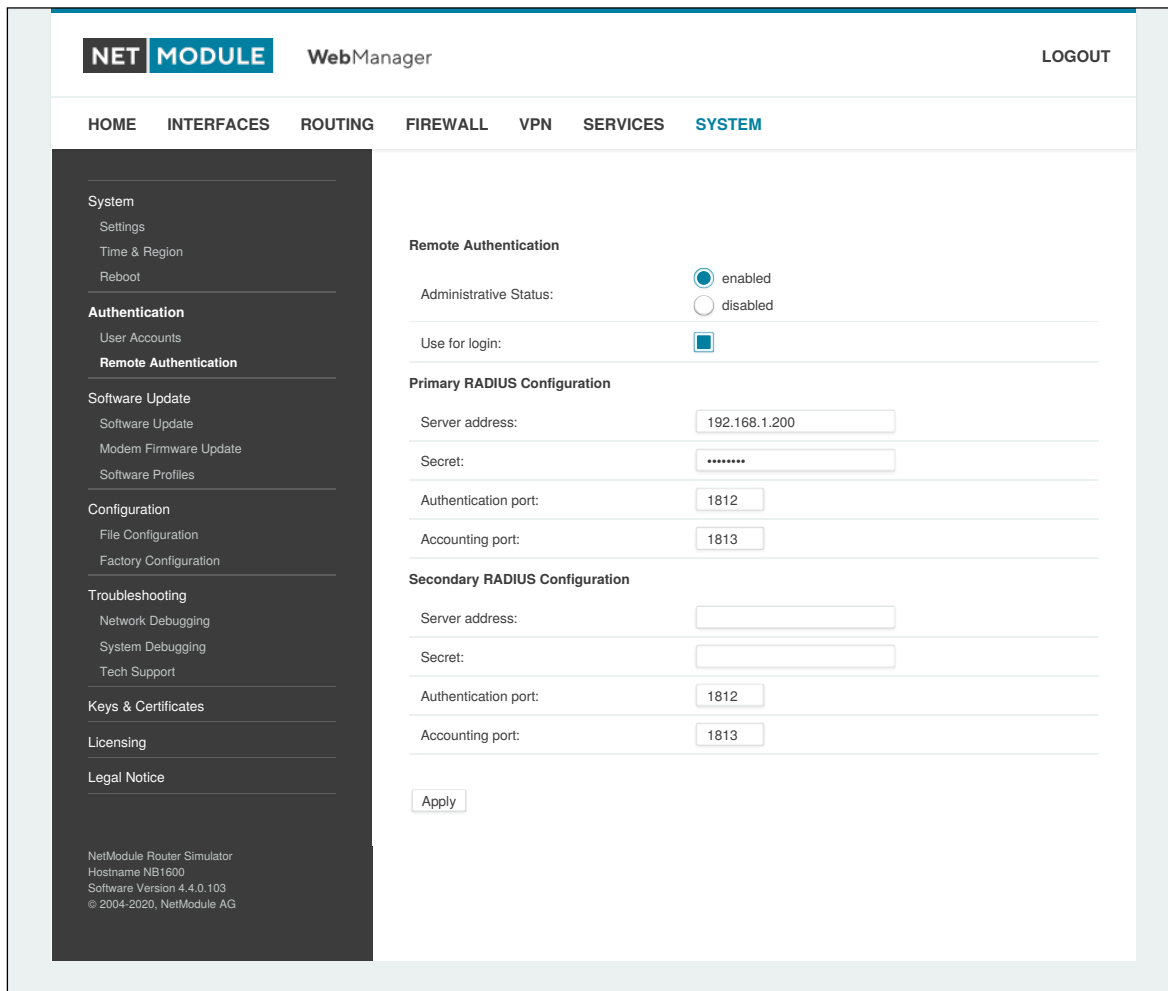 NET MODULE WebManager LOGOUT
HOME INTERFACES ROUTING FIREWALL VPN SERVICES SYSTEM
System
Settings
Time & Region
Reboot
Authentication
User Accounts
Remote Authentication
Software Update
Software Update
Modem Firmware Update
Software Profiles
Configuration
File Configuration
Factory Configuration
Troubleshooting
Network Debugging
System Debugging
Tech Support
Keys & Certificates
Licensing
Legal Notice
NetModule Router Simulator
Hostname NB1600
Software Version 4.4.0.103
© 2004-2020, NetModule AG
Remote Authentication
Administrative Status: enabled
disabled
Use for login:
Primary RADIUS Configuration
Server address: 192.168.1.200
Secret: ••••••••
Authentication port: 1812
Accounting port: 1813
Secondary RADIUS Configuration
Server address:
Secret:
Authentication port: 1812
Accounting port: 1813
Apply